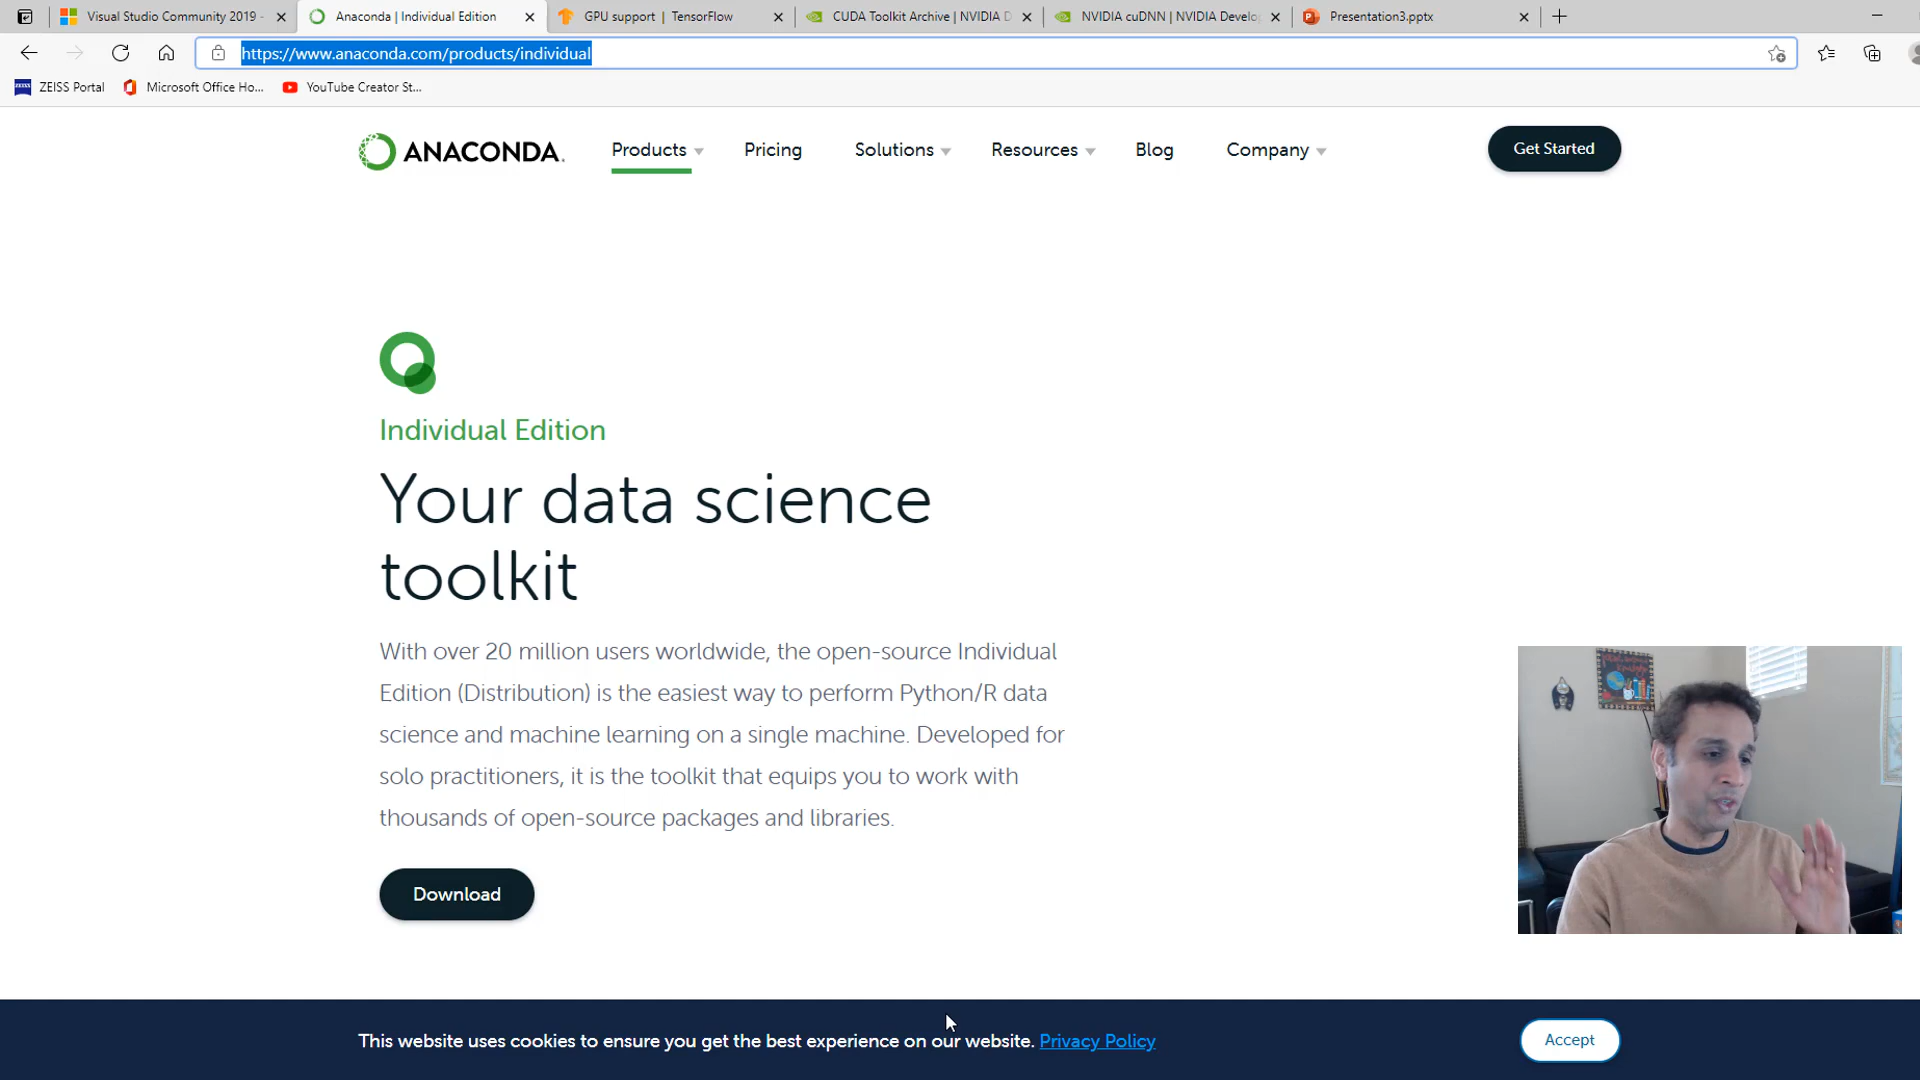 Visual Studio Community 2019 -
Anaconda | Individual Edition
GPU support | TensorFlow
CUDA Toolkit Archive | NVIDIA D
NVIDIA cuDNN | NVIDIA Develo
Presentation3.pptx
https://www.anaconda.com/products/individual
ZEISS Portal
Microsoft Office Ho...
YouTube Creator St...
ANACONDA.
Products
Pricing
Solutions
Resources
Blog
Company
Get Started
Individual Edition
Your data science
toolkit
With over 20 million users worldwide, the open-source Individual
Edition (Distribution) is the easiest way to perform Python/R data
science and machine learning on a single machine. Developed for
solo practitioners, it is the toolkit that equips you to work with
thousands of open-source packages and libraries.
Download
This website uses cookies to ensure you get the best experience on our website. Privacy Policy
Accept